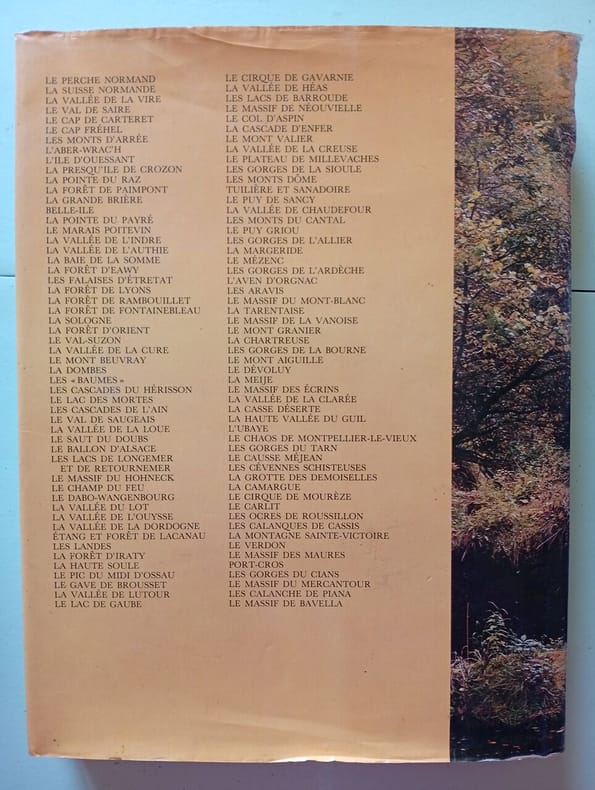 LE PERCHE NORMAND
LA SUISSE NORMANDE
LA VALLÉE DE LA VIRE
LE VAL DE SAIRE
LE CAP DE CARTERET
LE CAP FRÉHEL
LES MONTS D'ARRÉE
L'ABER-WRAC'H
L'ILE D'OUESSANT
LA PRESQU'ILE DE CROZON
LA POINTE DU RAZ
LA FORÊT DE PAIMPONT
LA GRANDE BRIÈRE
BELLE-ILE
LA POINTE DU PAYRÉ
LE MARAIS POITEVIN
LA VALLÉE DE L'INDRE
LA VALLÉE DE L'AUTHIE
LA BAIE DE LA SOMME
LA FORÊT D'EAWY
LES FALAISES D'ÉTRETAT
LA FORÊT DE LYONS
LA FORÊT DE RAMBOUILLET
LA FORÊT DE FONTAINEBLEAU
LA SOLOGNE
LA FORÊT D'ORIENT
LE VAL-SUZON
LA VALLÉE DE LA CURE
LE MONT BEUVRAY
LA DOMBES
LES « BAUMES »
LES CASCADES DU HÉRISSON
LE LAC DES MORTES
LES CASCADES DE L'AIN
LE VAL DE SAUGEAIS
LA VALLÉE DE LA LOUE
LE SAUT DU DOUBS
LE BALLON D'ALSACE
LES LACS DE LONGEMER
ET DE RETOURNEMER
LE MASSIF DU HOHNECK
LE CHAMP DU FEU
LE DABO-WANGENBOURG
LA VALLÉE DU LOT
LA VALLÉE DE L'OUYSSE
LA VALLÉE DE LA DORDOGNE
ÉTANG ET FORÊT DE LACANAU
LES LANDES
LA FORÊT D'IRATY
LA HAUTE SOULE
LE PIC DU MIDI D'OSSAU
LE GAVE DE BROUSSET
LA VALLÉE DE LUTOUR
LE LAC DE GAUBE
LE CIRQUE DE GAVARNIE
LA VALLÉE DE HÉAS
LES LACS DE BARROUDE
LE MASSIF DE NÉOUVIELLE
LE COL D'ASPIN
LA CASCADE D'ENFER
LE MONT VALIER
LA VALLÉE DE LA CREUSE
LE PLATEAU DE MILLEVACHES
LES GORGES DE LA SIOULE
LES MONTS DÔME
TUILIÈRE ET SANADOIRE
LE PUY DE SANCY
LA VALLÉE DE CHAUDEFOUR
LES MONTS DU CANTAL
LE PUY GRIOU
LES GORGES DE L'ALLIER
LA MARGERIDE
LE MÉZENC
LES GORGES DE L'ARDÈCHE
L'AVEN D'ORGNAC
LES ARAVIS
LE MASSIF DU MONT-BLANC
LA TARENTAISE
LE MASSIF DE LA VANOISE
LE MONT GRANIER
LA CHARTREUSE
LES GORGES DE LA BOURNE
LE MONT AIGUILLE
LE DÉVOLUY
LA MEIJE
LE MASSIF DES ÉCRINS
LA VALLÉE DE LA CLARÉE
LA CASSE DÉSERTE
LA HAUTE VALLÉE DU GUIL
L'UBAYE
LE CHAOS DE MONTPELLIER-LE-VIEUX
LES GORGES DU TARN
LE CAUSSE MÉJEAN
LES CÉVENNES SCHISTEUSES
LA GROTTE DES DEMOISELLES
LA CAMARGUE
LE CIRQUE DE MOURÈZE
LE CARLIT
LES OCRES DE ROUSSILLON
LES CALANQUES DE CASSIS
LA MONTAGNE SAINTE-VICTOIRE
LE VERDON
LE MASSIF DES MAURES
PORT-CROS
LES GORGES DU CIANS
LE MASSIF DU MERCANTOUR
LES CALANCHE DE PIANA
LE MASSIF DE BAVELLA